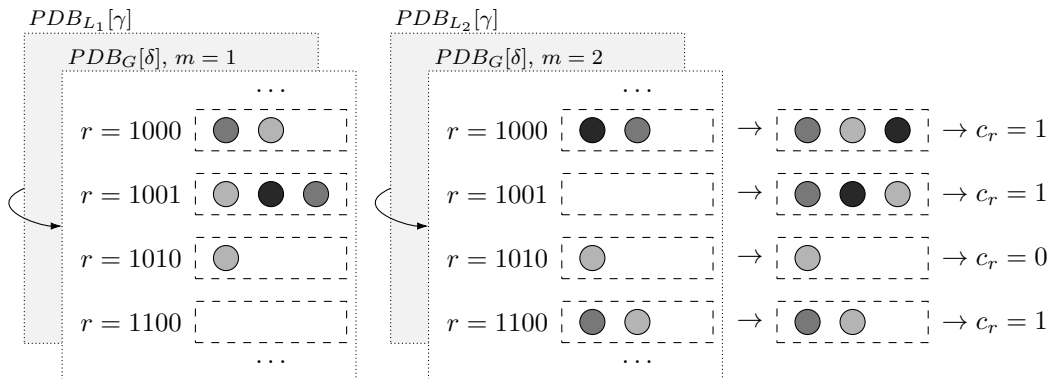 PDB_{L_1}[γ] PDB_{L_2}[γ]
PDB_G[δ], m = 1 PDB_G[δ], m = 2
... ...
r = 1000 r = 1000 → → c_r = 1
r = 1001 r = 1001 → → c_r = 1
r = 1010 r = 1010 → → c_r = 0
r = 1100 r = 1100 → → c_r = 1
... ...